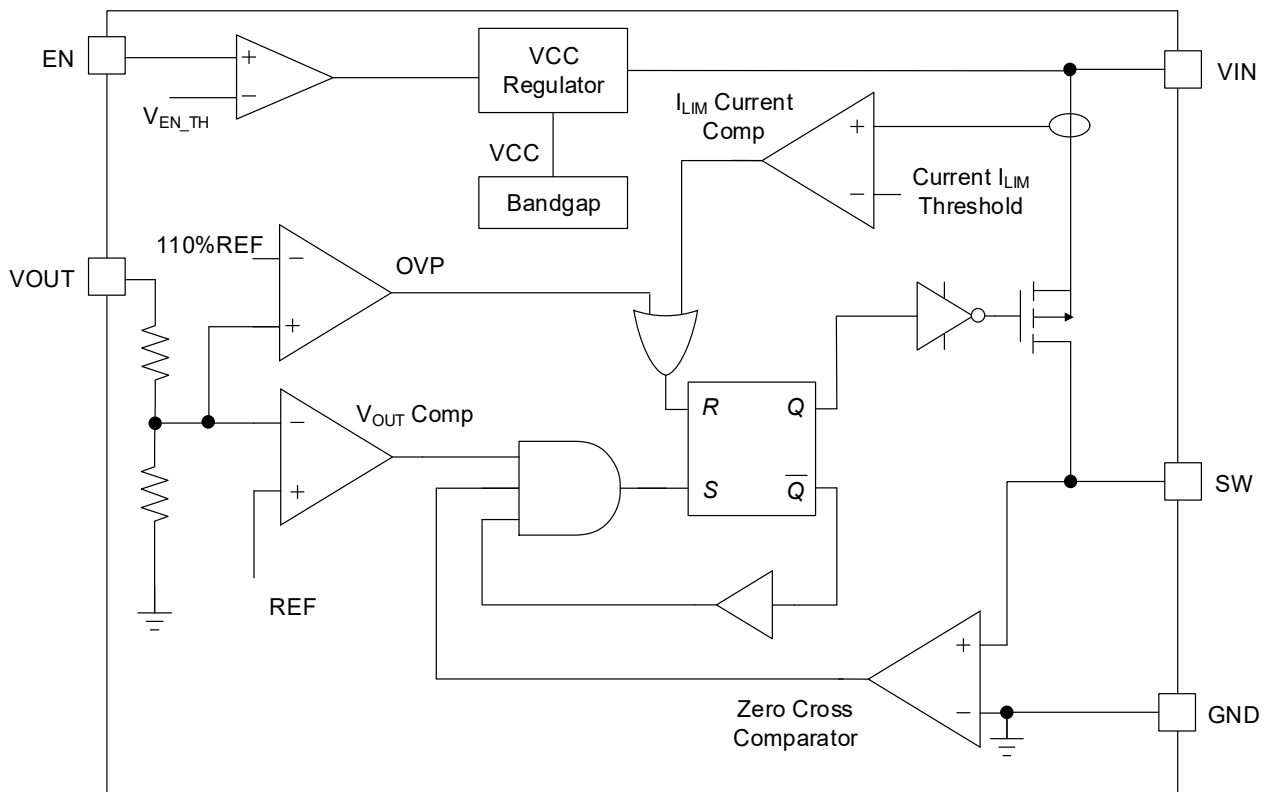 EN
+
−
V_EN_TH
VCC
Regulator
VCC
Bandgap
I_LIM Current
Comp
+
−
Current I_LIM
Threshold
VIN
VOUT
110%REF
−
+
OVP
−
+
V_OUT Comp
REF
R
Q
S
Q̅
SW
+
−
Zero Cross
Comparator
GND